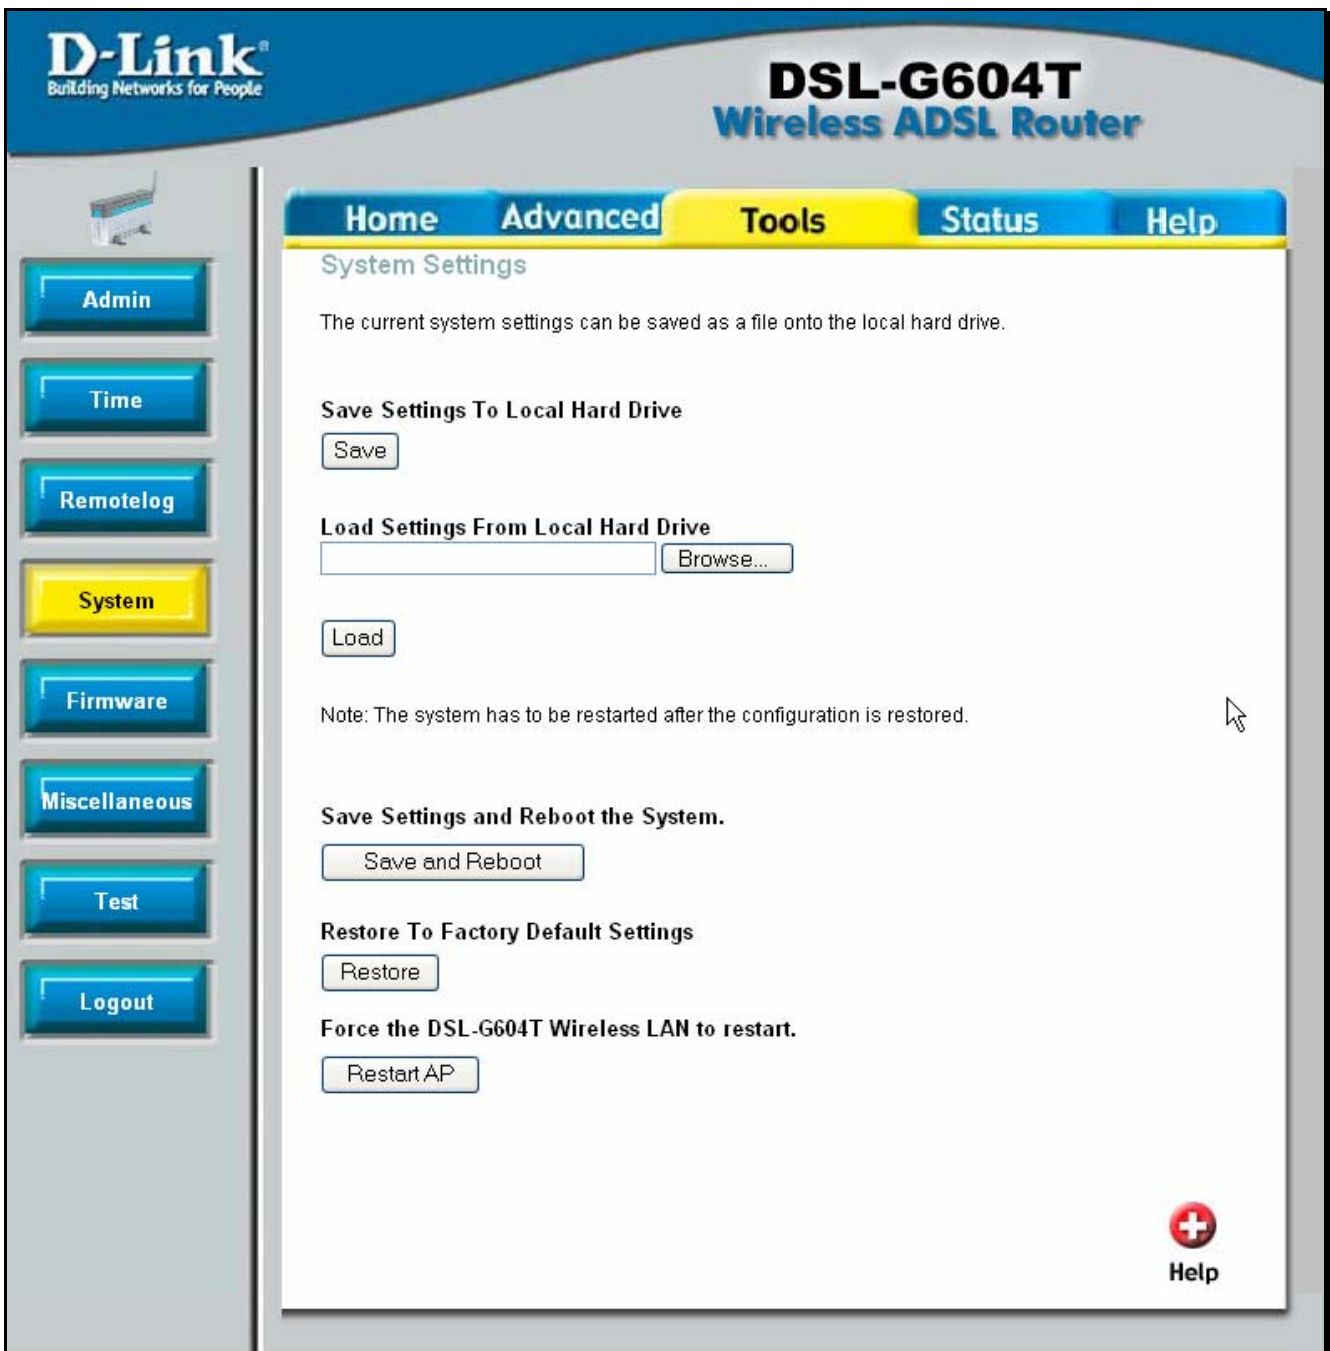 D-Link®
Building Networks for People
DSL-G604T
Wireless ADSL Router
Home Advanced Tools Status Help
Admin
Time
Remotelog
System
Firmware
Miscellaneous
Test
Logout
System Settings
The current system settings can be saved as a file onto the local hard drive.
Save Settings To Local Hard Drive
Save
Load Settings From Local Hard Drive
Browse...
Load
Note: The system has to be restarted after the configuration is restored.
Save Settings and Reboot the System.
Save and Reboot
Restore To Factory Default Settings
Restore
Force the DSL-G604T Wireless LAN to restart.
Restart AP
Help